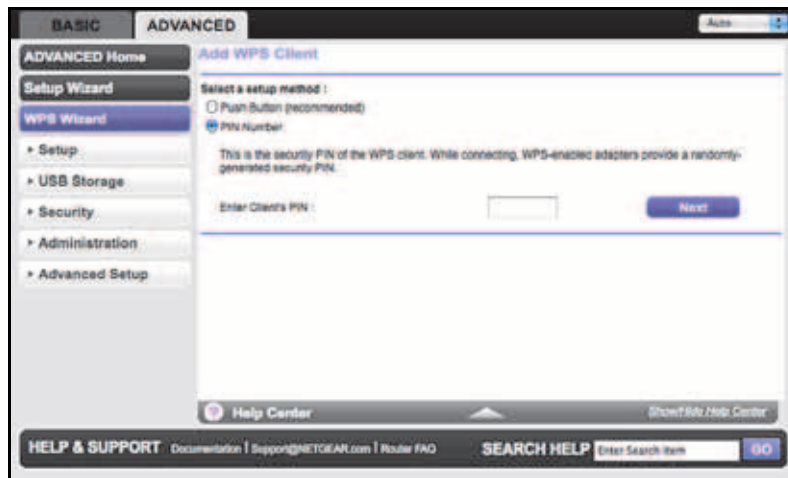 BASIC
ADVANCED
Auto
ADVANCED Home
Setup Wizard
WPS Wizard
Setup
USB Storage
Security
Administration
Advanced Setup
Add WPS Client
Select a setup method :
Push Button (recommended)
PIN Number
This is the security PIN of the WPS client. While connecting, WPS-enabled adapters provide a randomly-
generated security PIN.
Enter Client's PIN :
Next
Help Center
Show/Hide Help Center
HELP & SUPPORT Documentation | Support@NETGEAR.com | Router FAQ
SEARCH HELP Enter Search Item GO